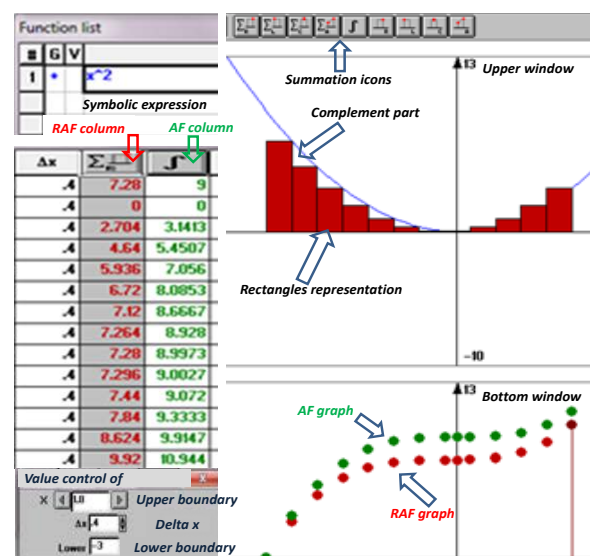 Function list
# G V
1 * x^2
Symbolic expression
RAF column AF column
Δx Σ ∫
.4 7.28 9
.4 0 0
.4 2.704 3.1413
.4 4.64 5.4507
.4 5.936 7.056
.4 6.72 8.0853
.4 7.12 8.6667
.4 7.264 8.928
.4 7.28 8.9973
.4 7.296 9.0027
.4 7.44 9.072
.4 7.84 9.3333
.4 8.624 9.9147
.4 9.92 10.944
Value control of x
X Upper boundary
Δx .4 Delta x
Lower -3 Lower boundary
Summation icons
13 Upper window
Complement part
Rectangles representation
-10
13 Bottom window
AF graph
RAF graph